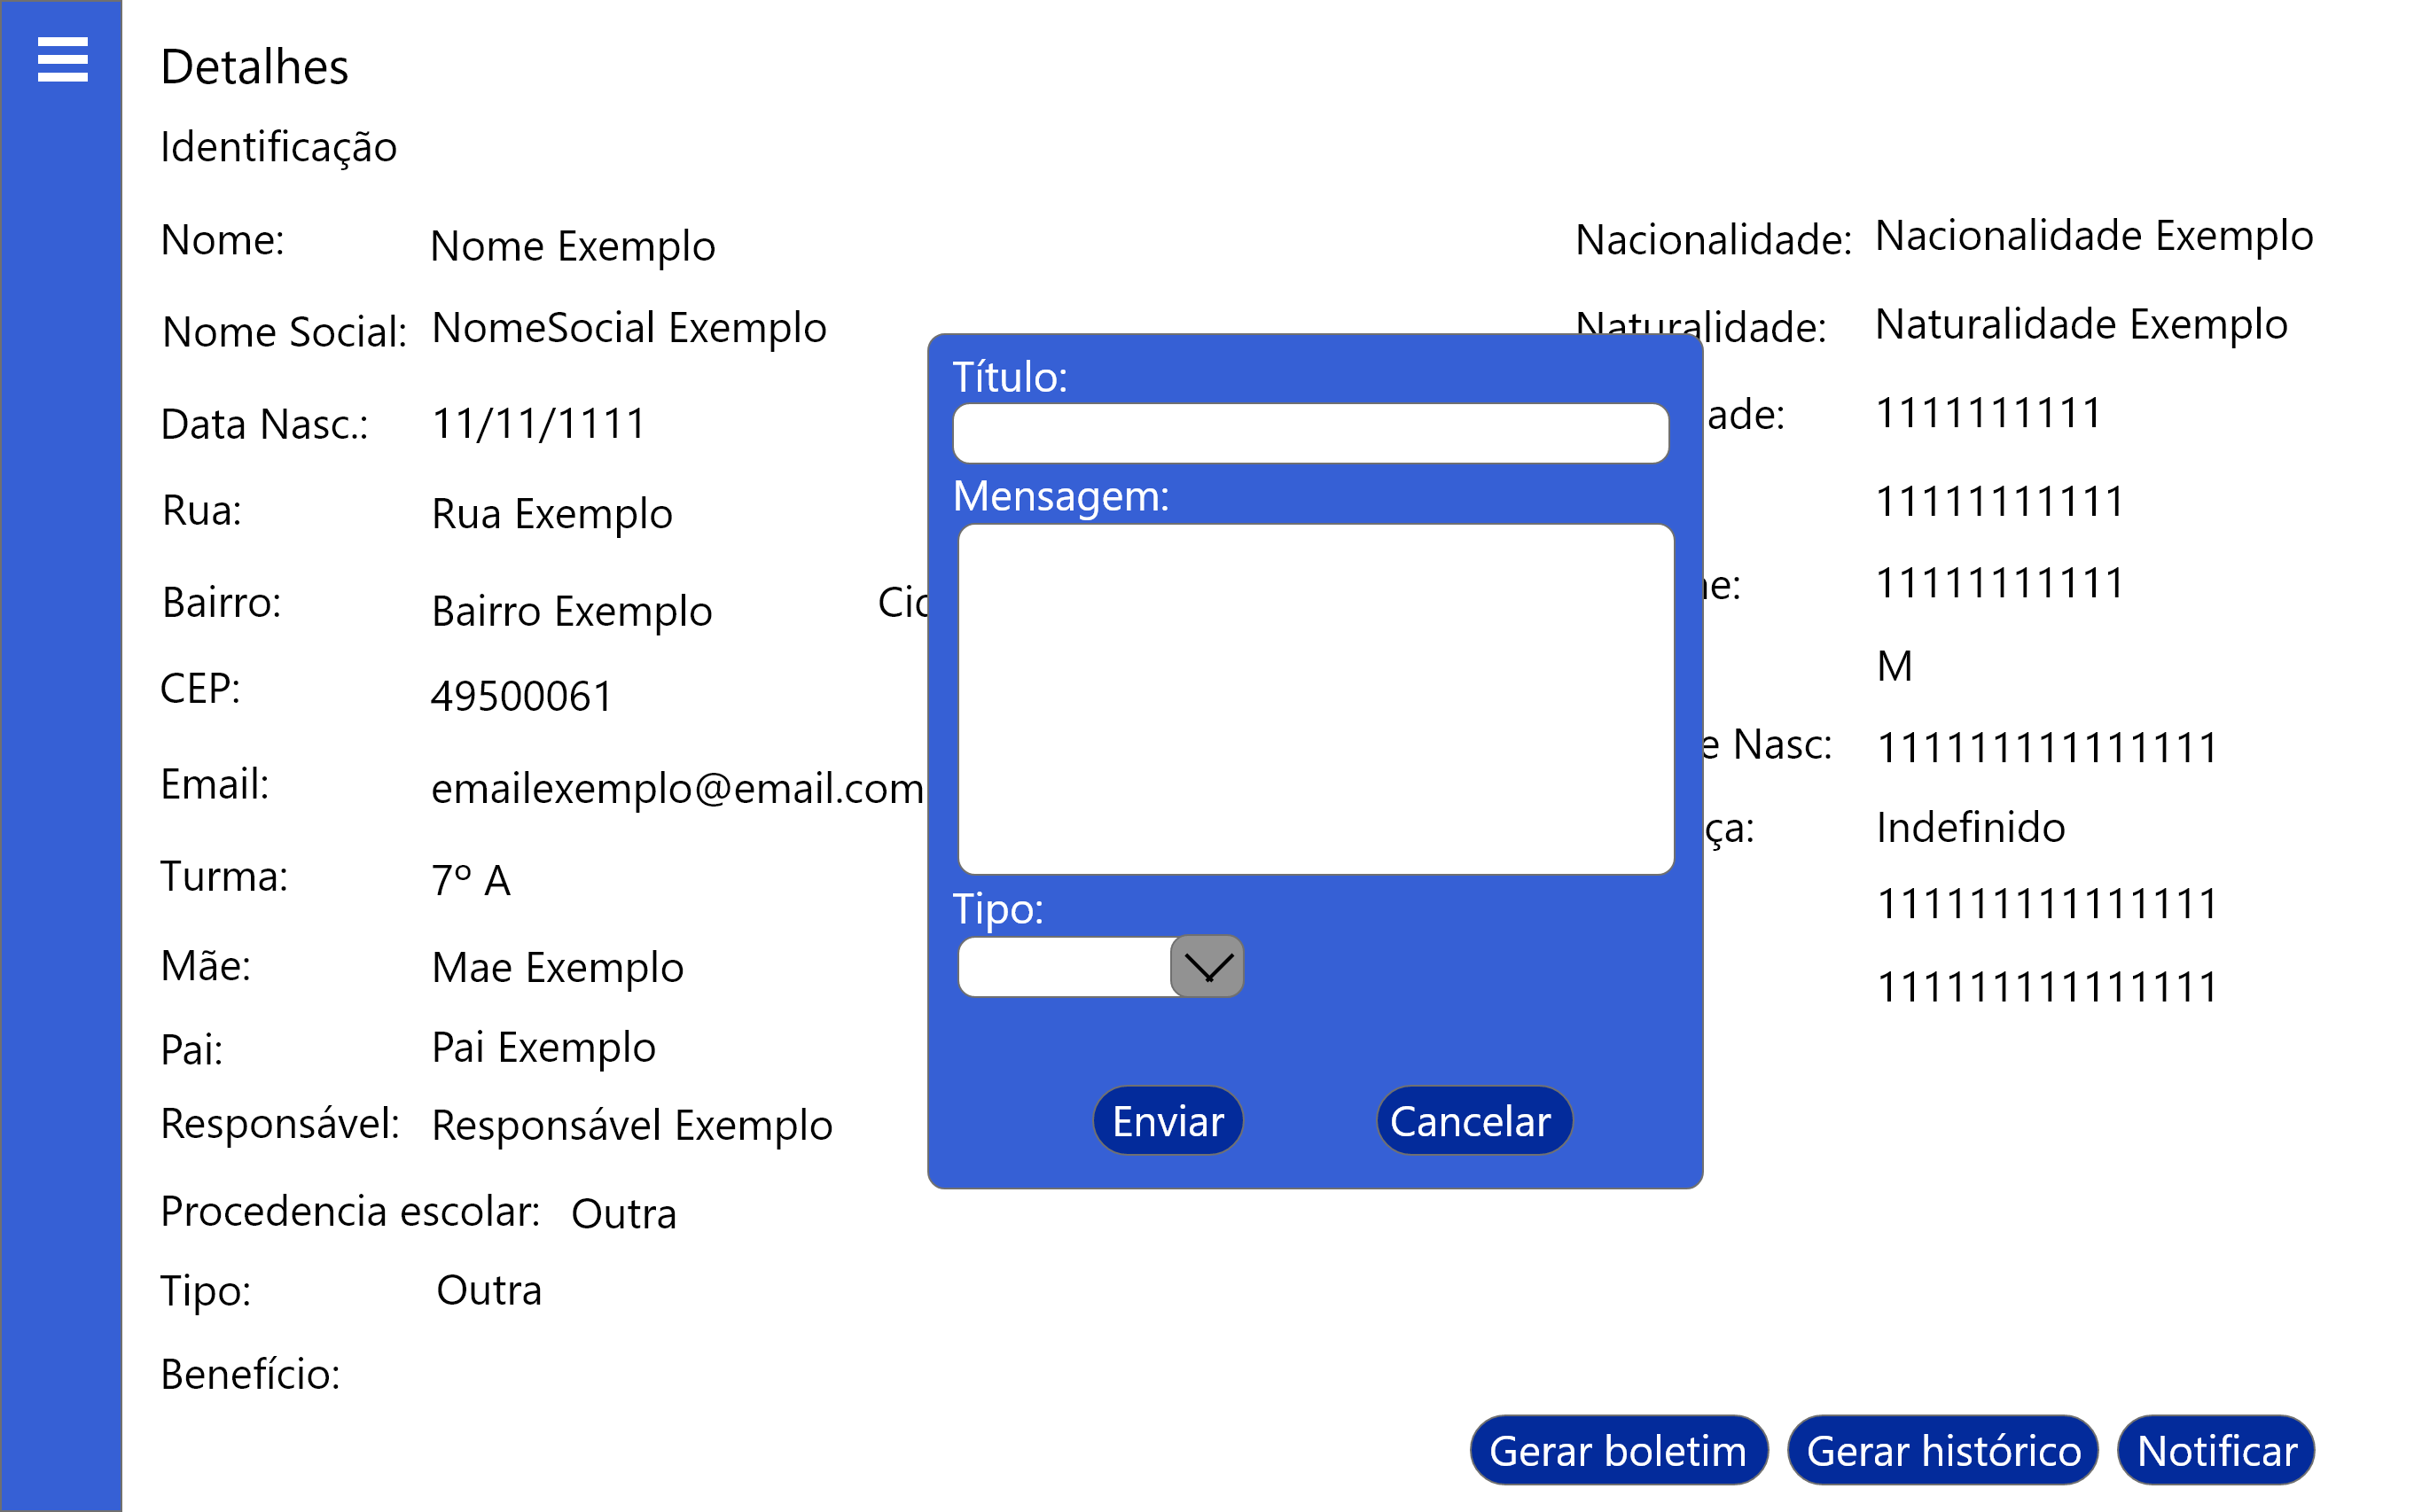 Detalhes
Identificação
Nome: Nome Exemplo Nacionalidade: Nacionalidade Exemplo
Nome Social: NomeSocial Exemplo Naturalidade: Naturalidade Exemplo
Título:
Data Nasc.: 11/11/1111 ade: 1111111111
Mensagem:
Rua: Rua Exemplo 11111111111
Bairro: Bairro Exemplo Cid ne: 11111111111
CEP: 49500061 M
Email: emailexemplo@email.com e Nasc: 111111111111111
ça: Indefinido
Turma: 7º A 111111111111111
Tipo:
Mãe: Mae Exemplo 111111111111111
Pai: Pai Exemplo
Responsável: Responsável Exemplo
Enviar Cancelar
Procedencia escolar: Outra
Tipo: Outra
Benefício:
Gerar boletim Gerar histórico Notificar